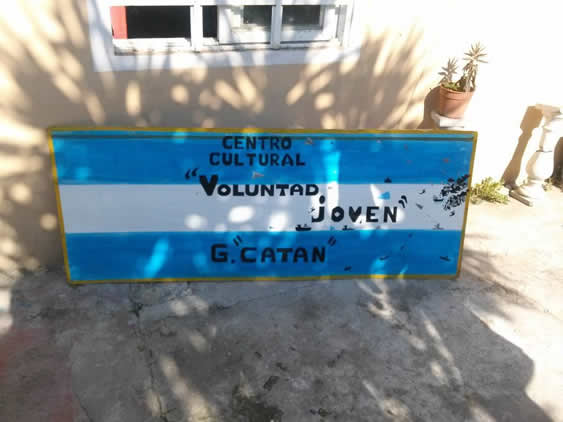 CENTRO
CULTURAL
"VOLUNTAD
JOVEN"
G. "CATAN"